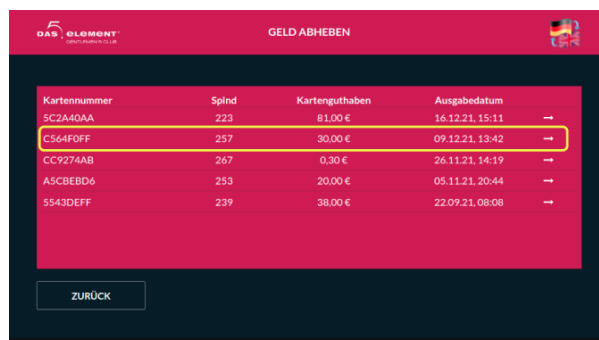 DAS 5 ELEMENT
GENTLEMEN'S CLUB
GELD ABHEBEN
Kartennummer Spind Kartenguthaben Ausgabedatum
5C2A40AA 223 81,00 € 16.12.21, 15:11 →
C564F0FF 257 30,00 € 09.12.21, 13:42 →
CC9274AB 267 0,30 € 26.11.21, 14:19 →
A5CBEBD6 253 20,00 € 05.11.21, 20:44 →
5543DEFF 239 38,00 € 22.09.21, 08:08 →
ZURÜCK